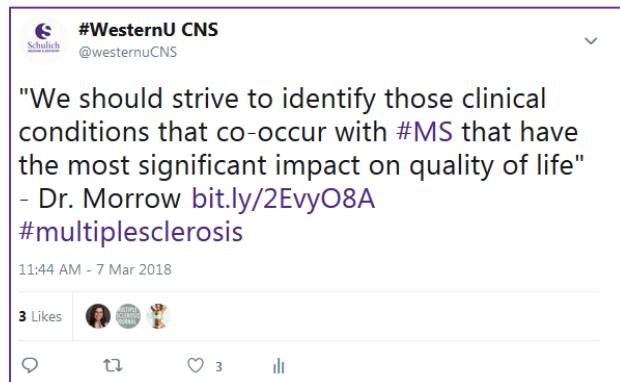 #WesternU CNS
Schulich
@westernuCNS
"We should strive to identify those clinical
conditions that co-occur with #MS that have
the most significant impact on quality of life"
- Dr. Morrow bit.ly/2EvyO8A
#multiplesclerosis
11:44 AM - 7 Mar 2018
3 Likes
3